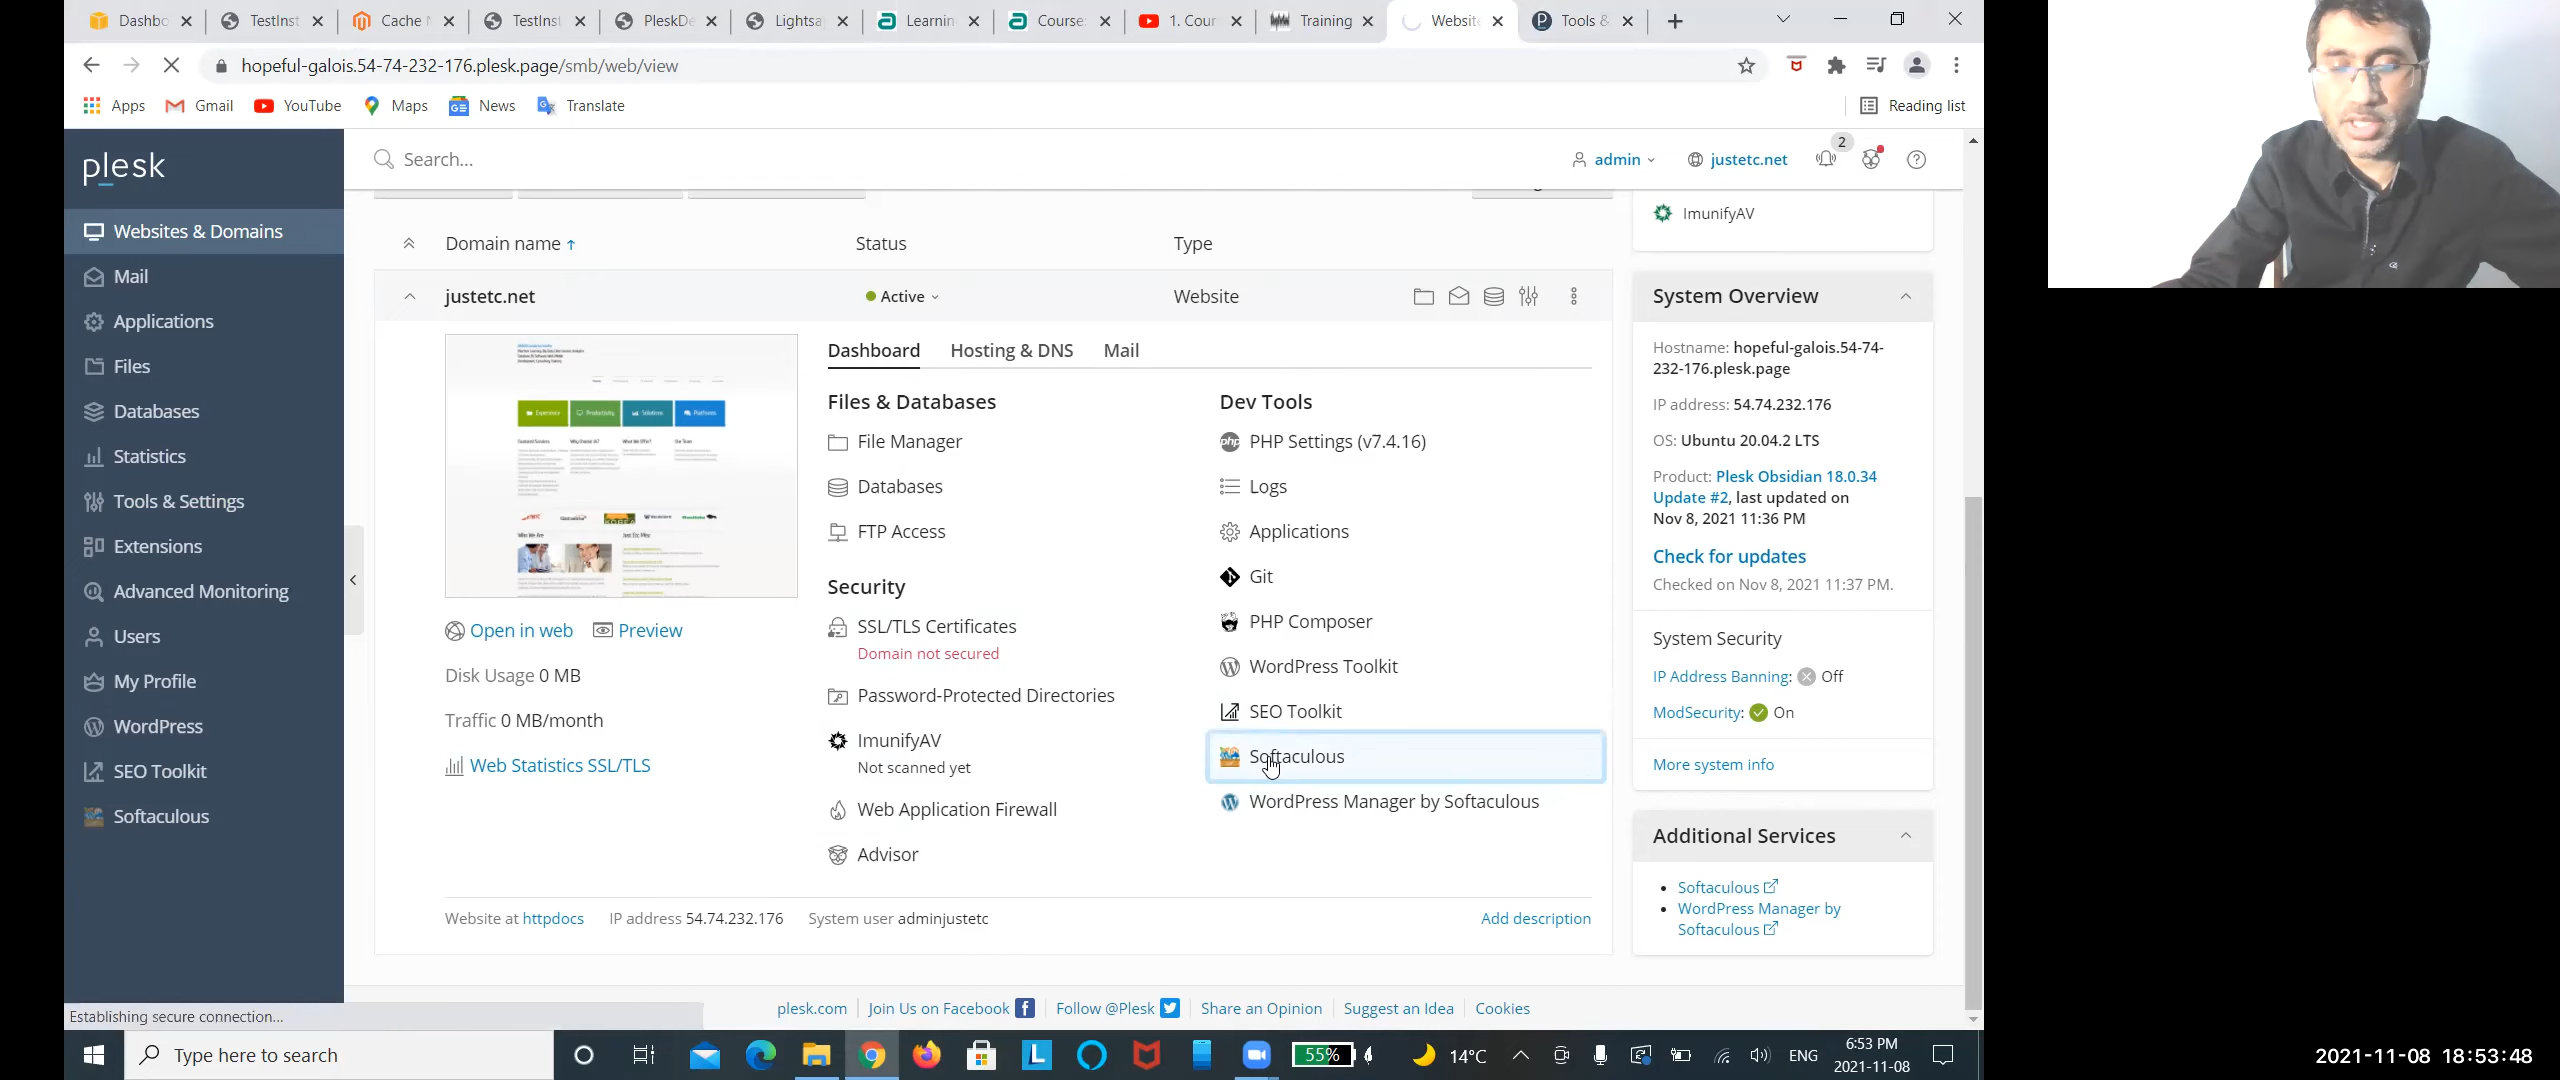 Dashbo
TestInst
Cache
TestInst
PleskDe
Lightsa
Learnin
Course
1. Cour
Training
Websit
Tools &
hopeful-galois.54-74-232-176.plesk.page/smb/web/view
Apps
Gmail
YouTube
Maps
News
Translate
Reading list
plesk
Search...
admin
justetc.net
2
Websites & Domains
Mail
Applications
Files
Databases
Statistics
Tools & Settings
Extensions
Advanced Monitoring
Users
My Profile
WordPress
SEO Toolkit
Softaculous
Domain name ↑
Status
Type
justetc.net
Active
Website
Open in web
Preview
Disk Usage 0 MB
Traffic 0 MB/month
Web Statistics SSL/TLS
Dashboard
Hosting & DNS
Mail
Files & Databases
File Manager
Databases
FTP Access
Security
SSL/TLS Certificates
Domain not secured
Password-Protected Directories
ImunifyAV
Not scanned yet
Web Application Firewall
Advisor
Dev Tools
PHP Settings (v7.4.16)
Logs
Applications
Git
PHP Composer
WordPress Toolkit
SEO Toolkit
Softaculous
WordPress Manager by Softaculous
Website at httpdocs
IP address 54.74.232.176
System user adminjustetc
Add description
ImunifyAV
System Overview
Hostname: hopeful-galois.54-74-
232-176.plesk.page
IP address: 54.74.232.176
OS: Ubuntu 20.04.2 LTS
Product: Plesk Obsidian 18.0.34
Update #2, last updated on
Nov 8, 2021 11:36 PM
Check for updates
Checked on Nov 8, 2021 11:37 PM.
System Security
IP Address Banning: Off
ModSecurity: On
More system info
Additional Services
Softaculous
WordPress Manager by
Softaculous
plesk.com
Join Us on Facebook
Follow @Plesk
Share an Opinion
Suggest an Idea
Cookies
Establishing secure connection...
Type here to search
55%
14°C
ENG
6:53 PM
2021-11-08
2021-11-08 18:53:48